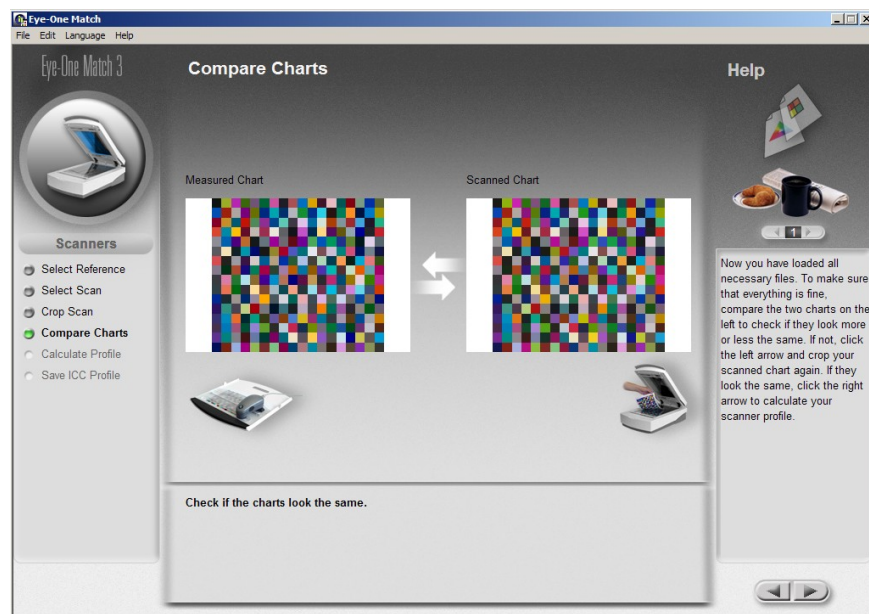 Eye-One Match
File Edit Language Help
Eye-One Match 3
Scanners
Select Reference
Select Scan
Crop Scan
Compare Charts
Calculate Profile
Save ICC Profile
Compare Charts
Measured Chart
Scanned Chart
Check if the charts look the same.
Help
1
Now you have loaded all
necessary files. To make sure
that everything is fine,
compare the two charts on the
left to check if they look more
or less the same. If not, click
the left arrow and crop your
scanned chart again. If they
look the same, click the right
arrow to calculate your
scanner profile.